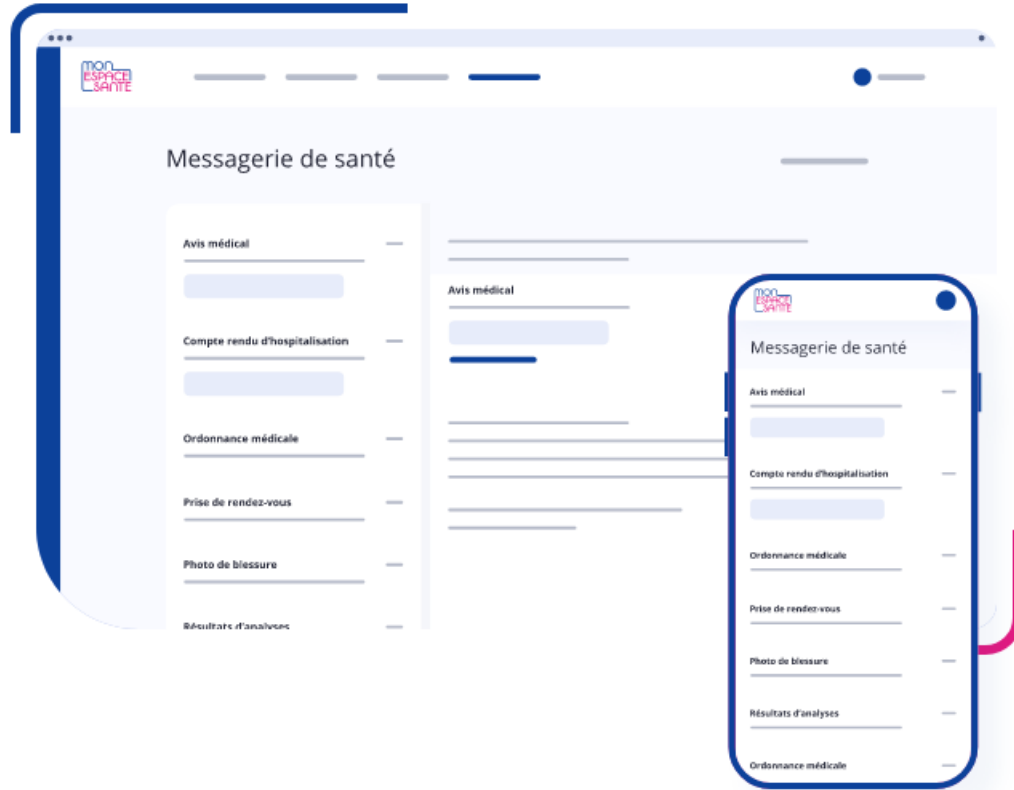 mon
ESPACE
SANTÉ
Messagerie de santé
Avis médical
Compte rendu d'hospitalisation
Ordonnance médicale
Prise de rendez-vous
Photo de blessure
Résultats d'analyses
Avis médical
mon
ESPACE
SANTÉ
Messagerie de santé
Avis médical
Compte rendu d'hospitalisation
Ordonnance médicale
Prise de rendez-vous
Photo de blessure
Résultats d'analyses
Ordonnance médicale